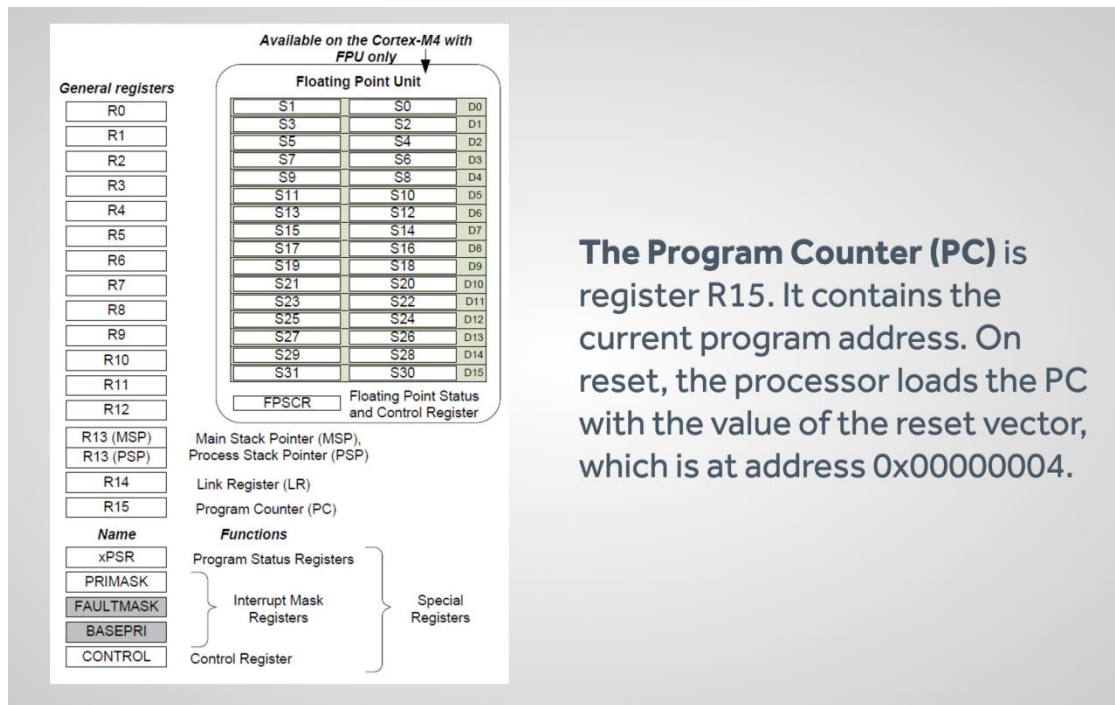 Available on the Cortex-M4 with
FPU only
Floating Point Unit
S1 S0 D0
S3 S2 D1
S5 S4 D2
S7 S6 D3
S9 S8 D4
S11 S10 D5
S13 S12 D6
S15 S14 D7
S17 S16 D8
S19 S18 D9
S21 S20 D10
S23 S22 D11
S25 S24 D12
S27 S26 D13
S29 S28 D14
S31 S30 D15
FPSCR
Floating Point Status
and Control Register
General registers
R0
R1
R2
R3
R4
R5
R6
R7
R8
R9
R10
R11
R12
R13 (MSP)
R13 (PSP)
Main Stack Pointer (MSP),
Process Stack Pointer (PSP)
R14 Link Register (LR)
R15 Program Counter (PC)
Name Functions
xPSR Program Status Registers
PRIMASK
FAULTMASK
BASEPRI
Interrupt Mask
Registers
CONTROL Control Register
Special
Registers
The Program Counter (PC) is
register R15. It contains the
current program address. On
reset, the processor loads the PC
with the value of the reset vector,
which is at address 0x00000004.